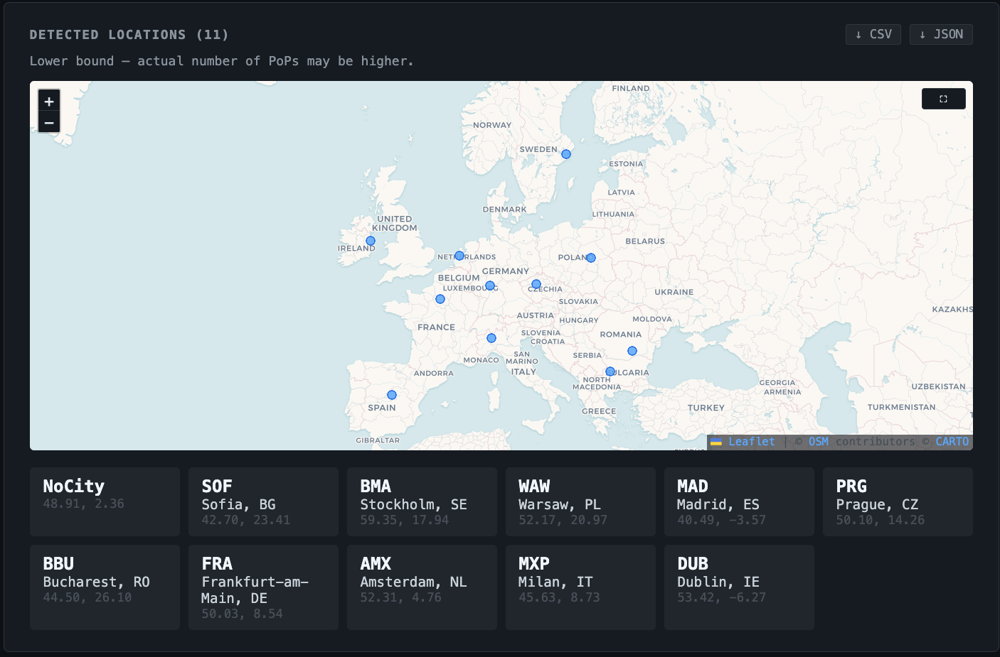 DETECTED LOCATIONS (11)
↓ CSV
↓ JSON
Lower bound — actual number of PoPs may be higher.
+
−
FINLAND
NORWAY
SWEDEN
ESTONIA
LATVIA
DENMARK
LITHUANIA
UNITED
KINGDOM
BELARUS
IRELAND
NETHERLANDS
POLAND
GERMANY
BELGIUM
LUXEMBOURG
CZECHIA
UKRAINE
SLOVAKIA
KAZAKHS
AUSTRIA
HUNGARY
MOLDOVA
FRANCE
SLOVENIA
ROMANIA
CROATIA
SAN
MARINO
SERBIA
MONACO
ITALY
ANDORRA
BULGARIA
NORTH
MACEDONIA
GEORGIA
ARMENIA
UZBEKISTAN
SPAIN
GREECE
TURKEY
TURKMENISTAN
GIBRALTAR
Leaflet | © OSM contributors © CARTO
NoCity
48.91, 2.36
SOF
Sofia, BG
42.70, 23.41
BMA
Stockholm, SE
59.35, 17.94
WAW
Warsaw, PL
52.17, 20.97
MAD
Madrid, ES
40.49, -3.57
PRG
Prague, CZ
50.10, 14.26
BBU
Bucharest, RO
44.50, 26.10
FRA
Frankfurt-am-
Main, DE
50.03, 8.54
AMX
Amsterdam, NL
52.31, 4.76
MXP
Milan, IT
45.63, 8.73
DUB
Dublin, IE
53.42, -6.27